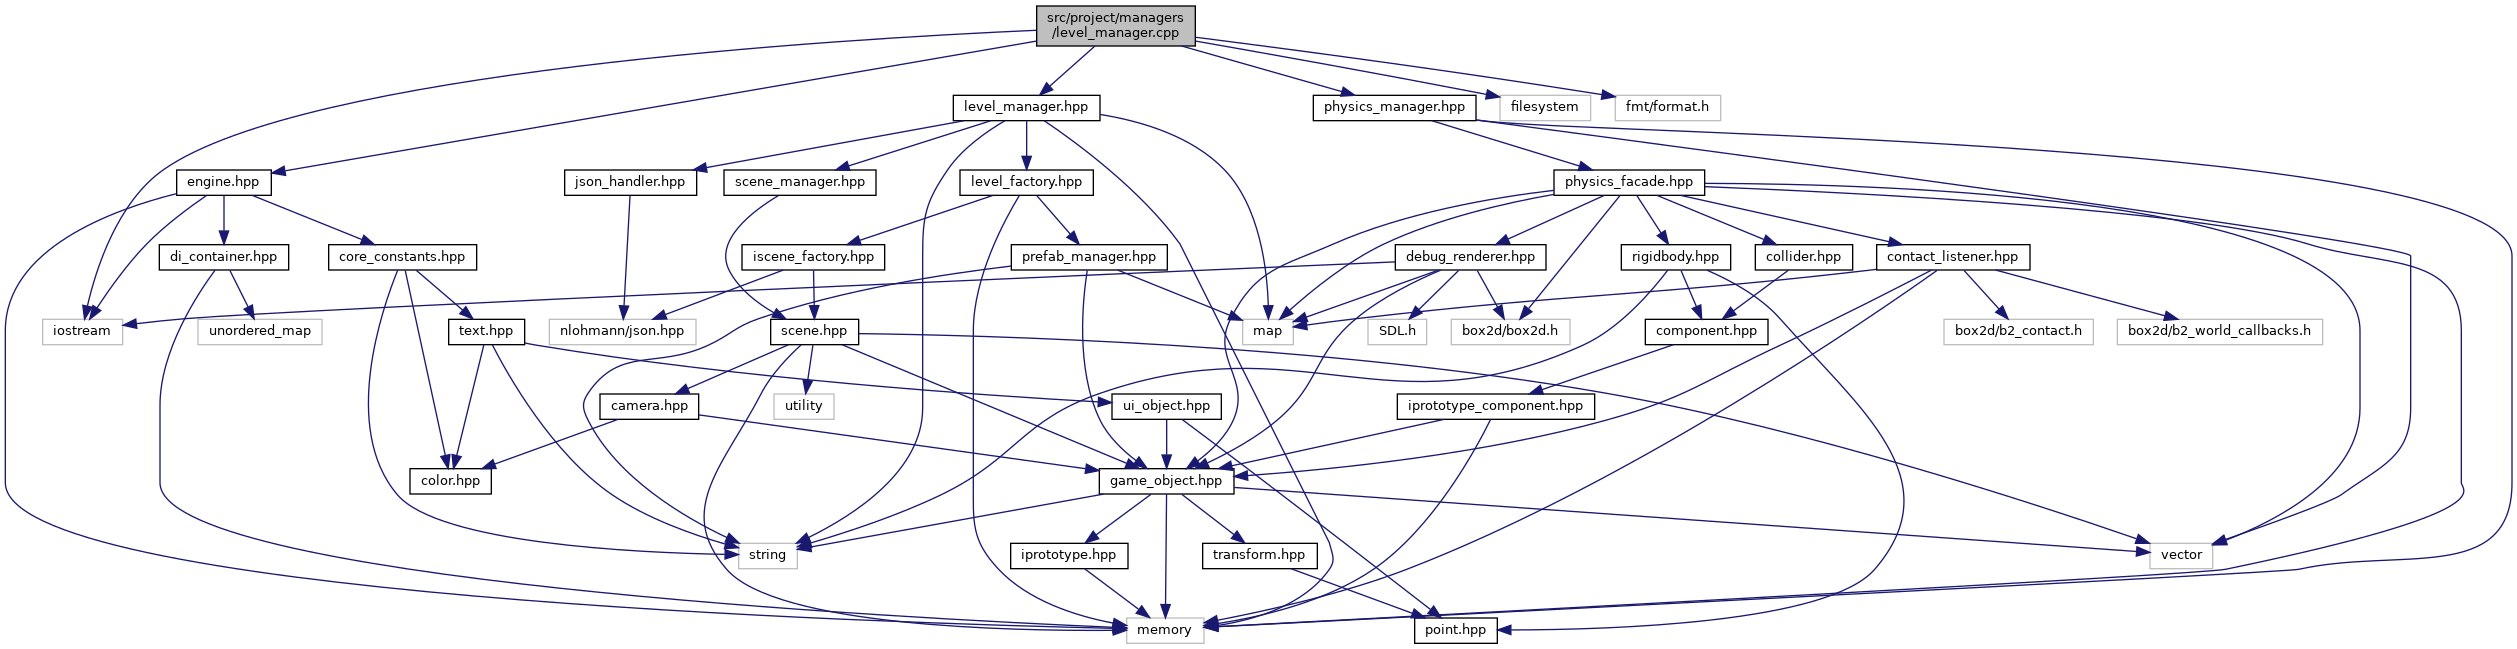 src/project/managers
/level_manager.cpp
level_manager.hpp
physics_manager.hpp
filesystem
fmt/format.h
engine.hpp
json_handler.hpp
scene_manager.hpp
level_factory.hpp
physics_facade.hpp
di_container.hpp
core_constants.hpp
iscene_factory.hpp
prefab_manager.hpp
debug_renderer.hpp
rigidbody.hpp
collider.hpp
contact_listener.hpp
iostream
unordered_map
text.hpp
nlohmann/json.hpp
scene.hpp
map
SDL.h
box2d/box2d.h
component.hpp
box2d/b2_contact.h
box2d/b2_world_callbacks.h
camera.hpp
utility
ui_object.hpp
iprototype_component.hpp
color.hpp
game_object.hpp
string
iprototype.hpp
transform.hpp
vector
memory
point.hpp